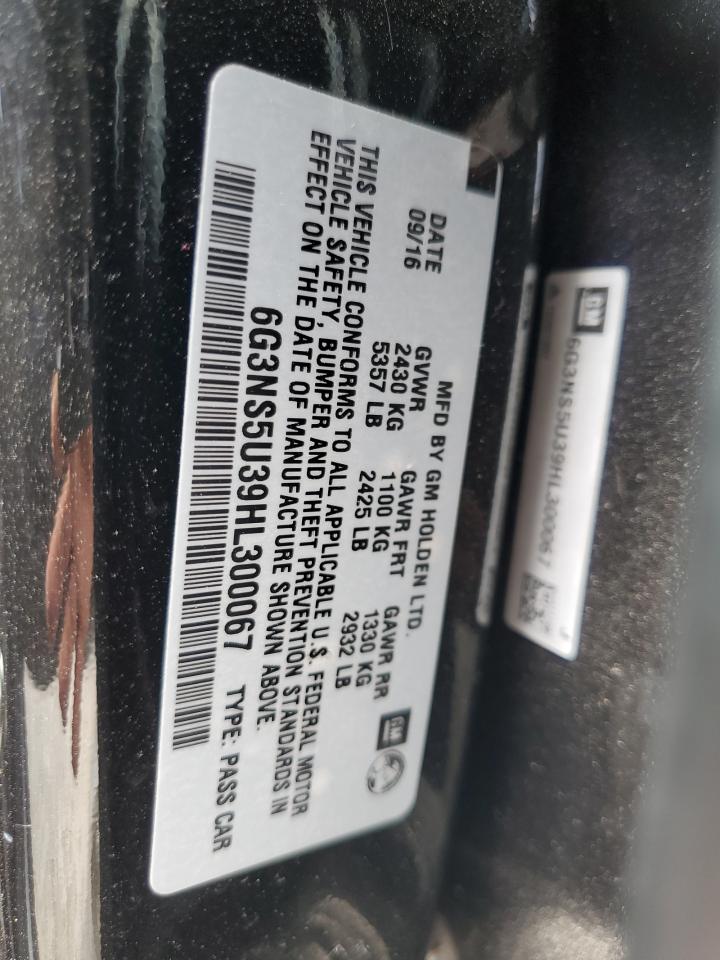 MFD BY GM HOLDEN LTD.
DATE GVWR GAWR FRT GAWR RR
09/16 2430 KG 1100 KG 1330 KG
5357 LB 2425 LB 2932 LB
GM
THIS VEHICLE CONFORMS TO ALL APPLICABLE U.S. FEDERAL MOTOR
VEHICLE SAFETY, BUMPER AND THEFT PREVENTION STANDARDS IN
EFFECT ON THE DATE OF MANUFACTURE SHOWN ABOVE.
6G3NS5U39HL300067 TYPE: PASS CAR
GM 6G3NS5U39HL300067